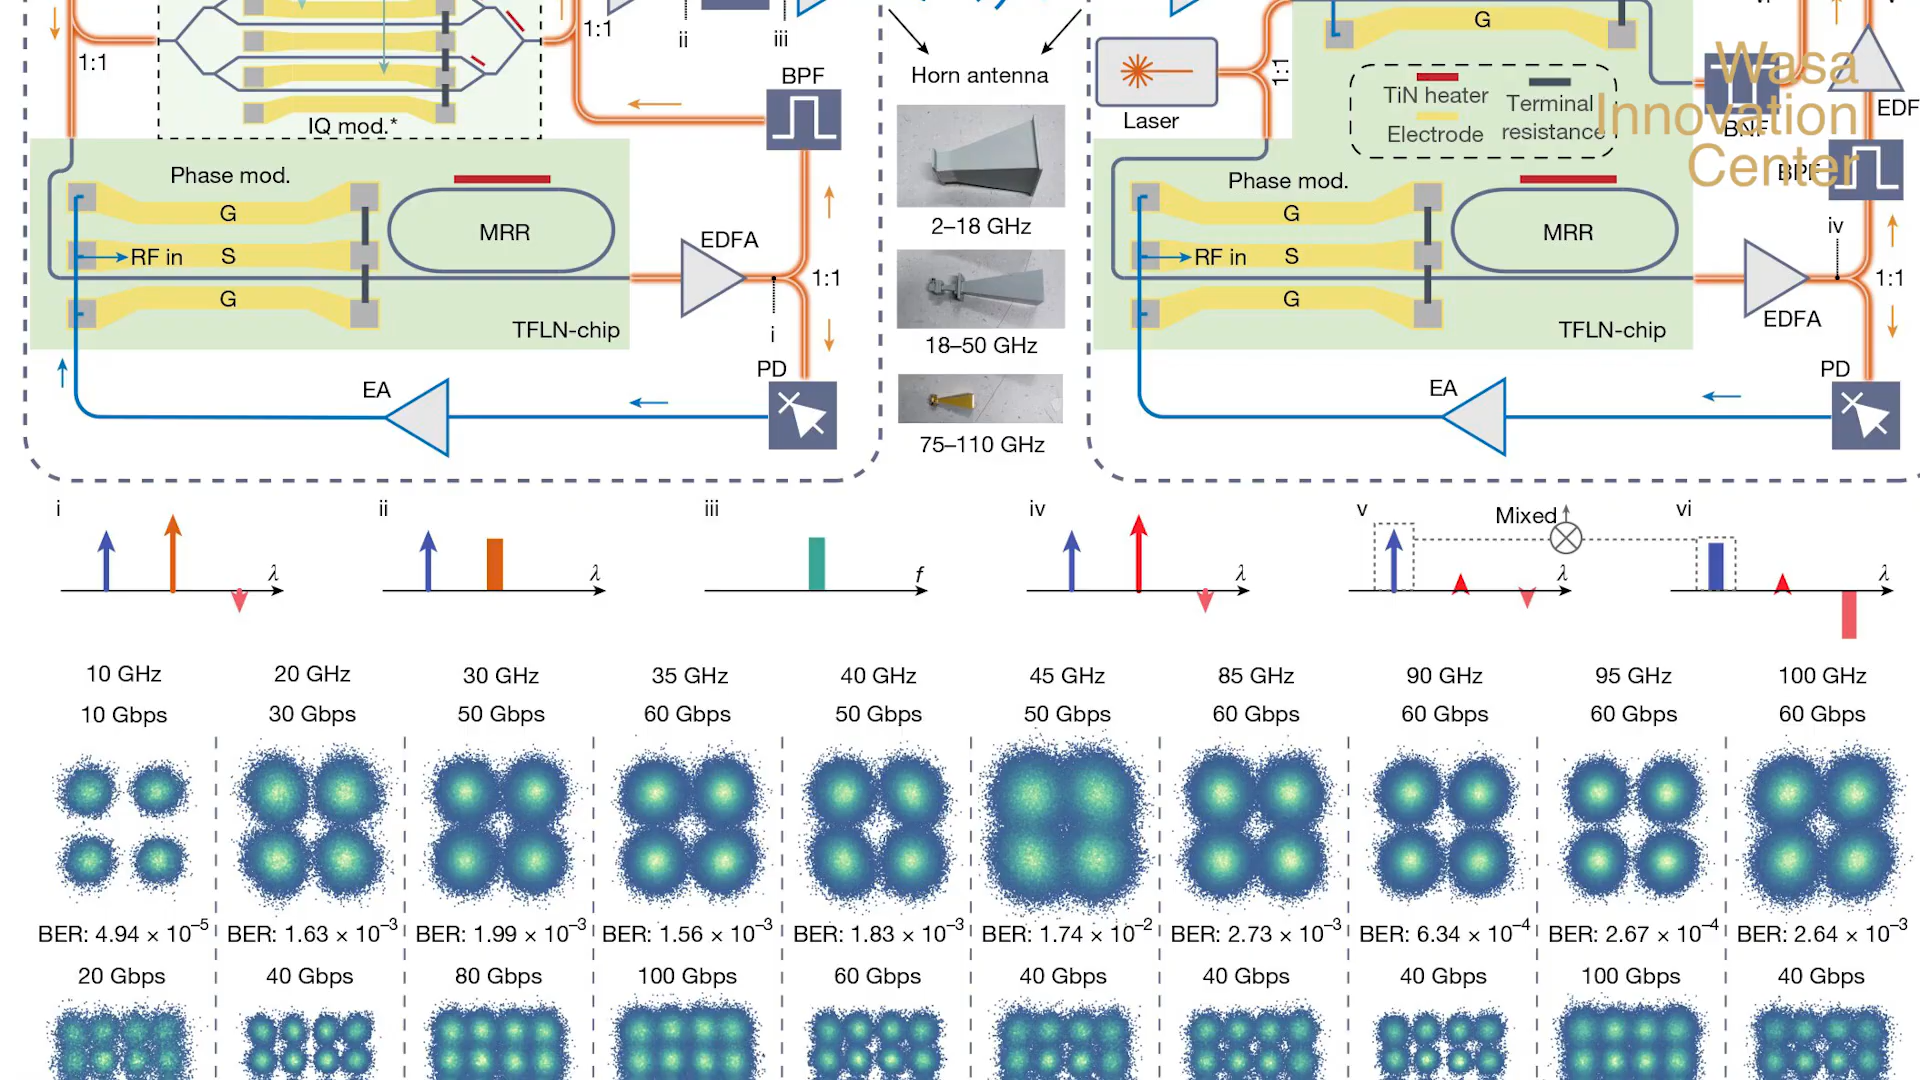 1:1
IQ mod.*
1:1
ii
iii
BPF
Phase mod.
G
RF in
S
G
MRR
EDFA
1:1
i
TFLN-chip
EA
PD
Horn antenna
2–18 GHz
18–50 GHz
75–110 GHz
Laser
1:1
G
TiN heater
Terminal resistance
Electrode
BNF
EDF
BPF
Wasa
Innovation
Center
Phase mod.
G
RF in
S
G
MRR
EDFA
iv
1:1
TFLN-chip
EA
PD
i
λ
ii
λ
iii
f
iv
λ
v
Mixed
λ
vi
λ
10 GHz 20 GHz 30 GHz 35 GHz 40 GHz 45 GHz 85 GHz 90 GHz 95 GHz 100 GHz
10 Gbps 30 Gbps 50 Gbps 60 Gbps 50 Gbps 50 Gbps 60 Gbps 60 Gbps 60 Gbps 60 Gbps
BER: 4.94 × 10⁻⁵ BER: 1.63 × 10⁻³ BER: 1.99 × 10⁻³ BER: 1.56 × 10⁻³ BER: 1.83 × 10⁻³ BER: 1.74 × 10⁻² BER: 2.73 × 10⁻³ BER: 6.34 × 10⁻⁴ BER: 2.67 × 10⁻⁴ BER: 2.64 × 10⁻³
20 Gbps 40 Gbps 80 Gbps 100 Gbps 60 Gbps 40 Gbps 40 Gbps 40 Gbps 100 Gbps 40 Gbps